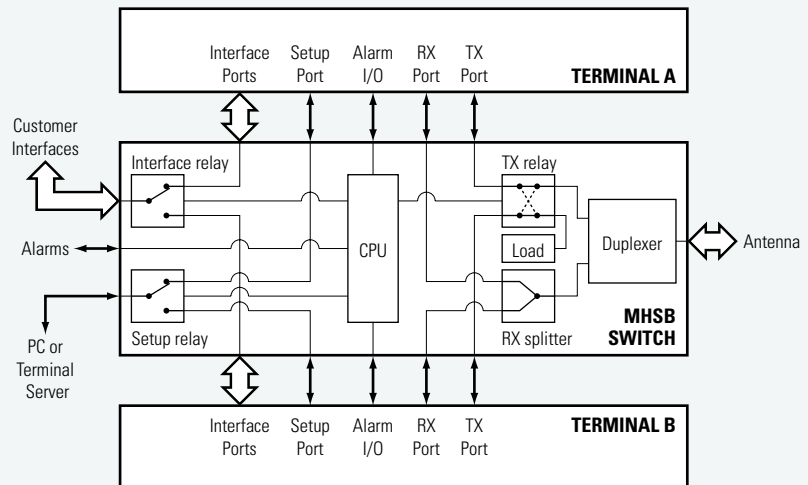 Interface Ports
Setup Port
Alarm I/O
RX Port
TX Port
TERMINAL A
Customer Interfaces
Interface relay
TX relay
Alarms
CPU
Load
Duplexer
Antenna
PC or Terminal Server
Setup relay
RX splitter
MHSB SWITCH
Interface Ports
Setup Port
Alarm I/O
RX Port
TX Port
TERMINAL B